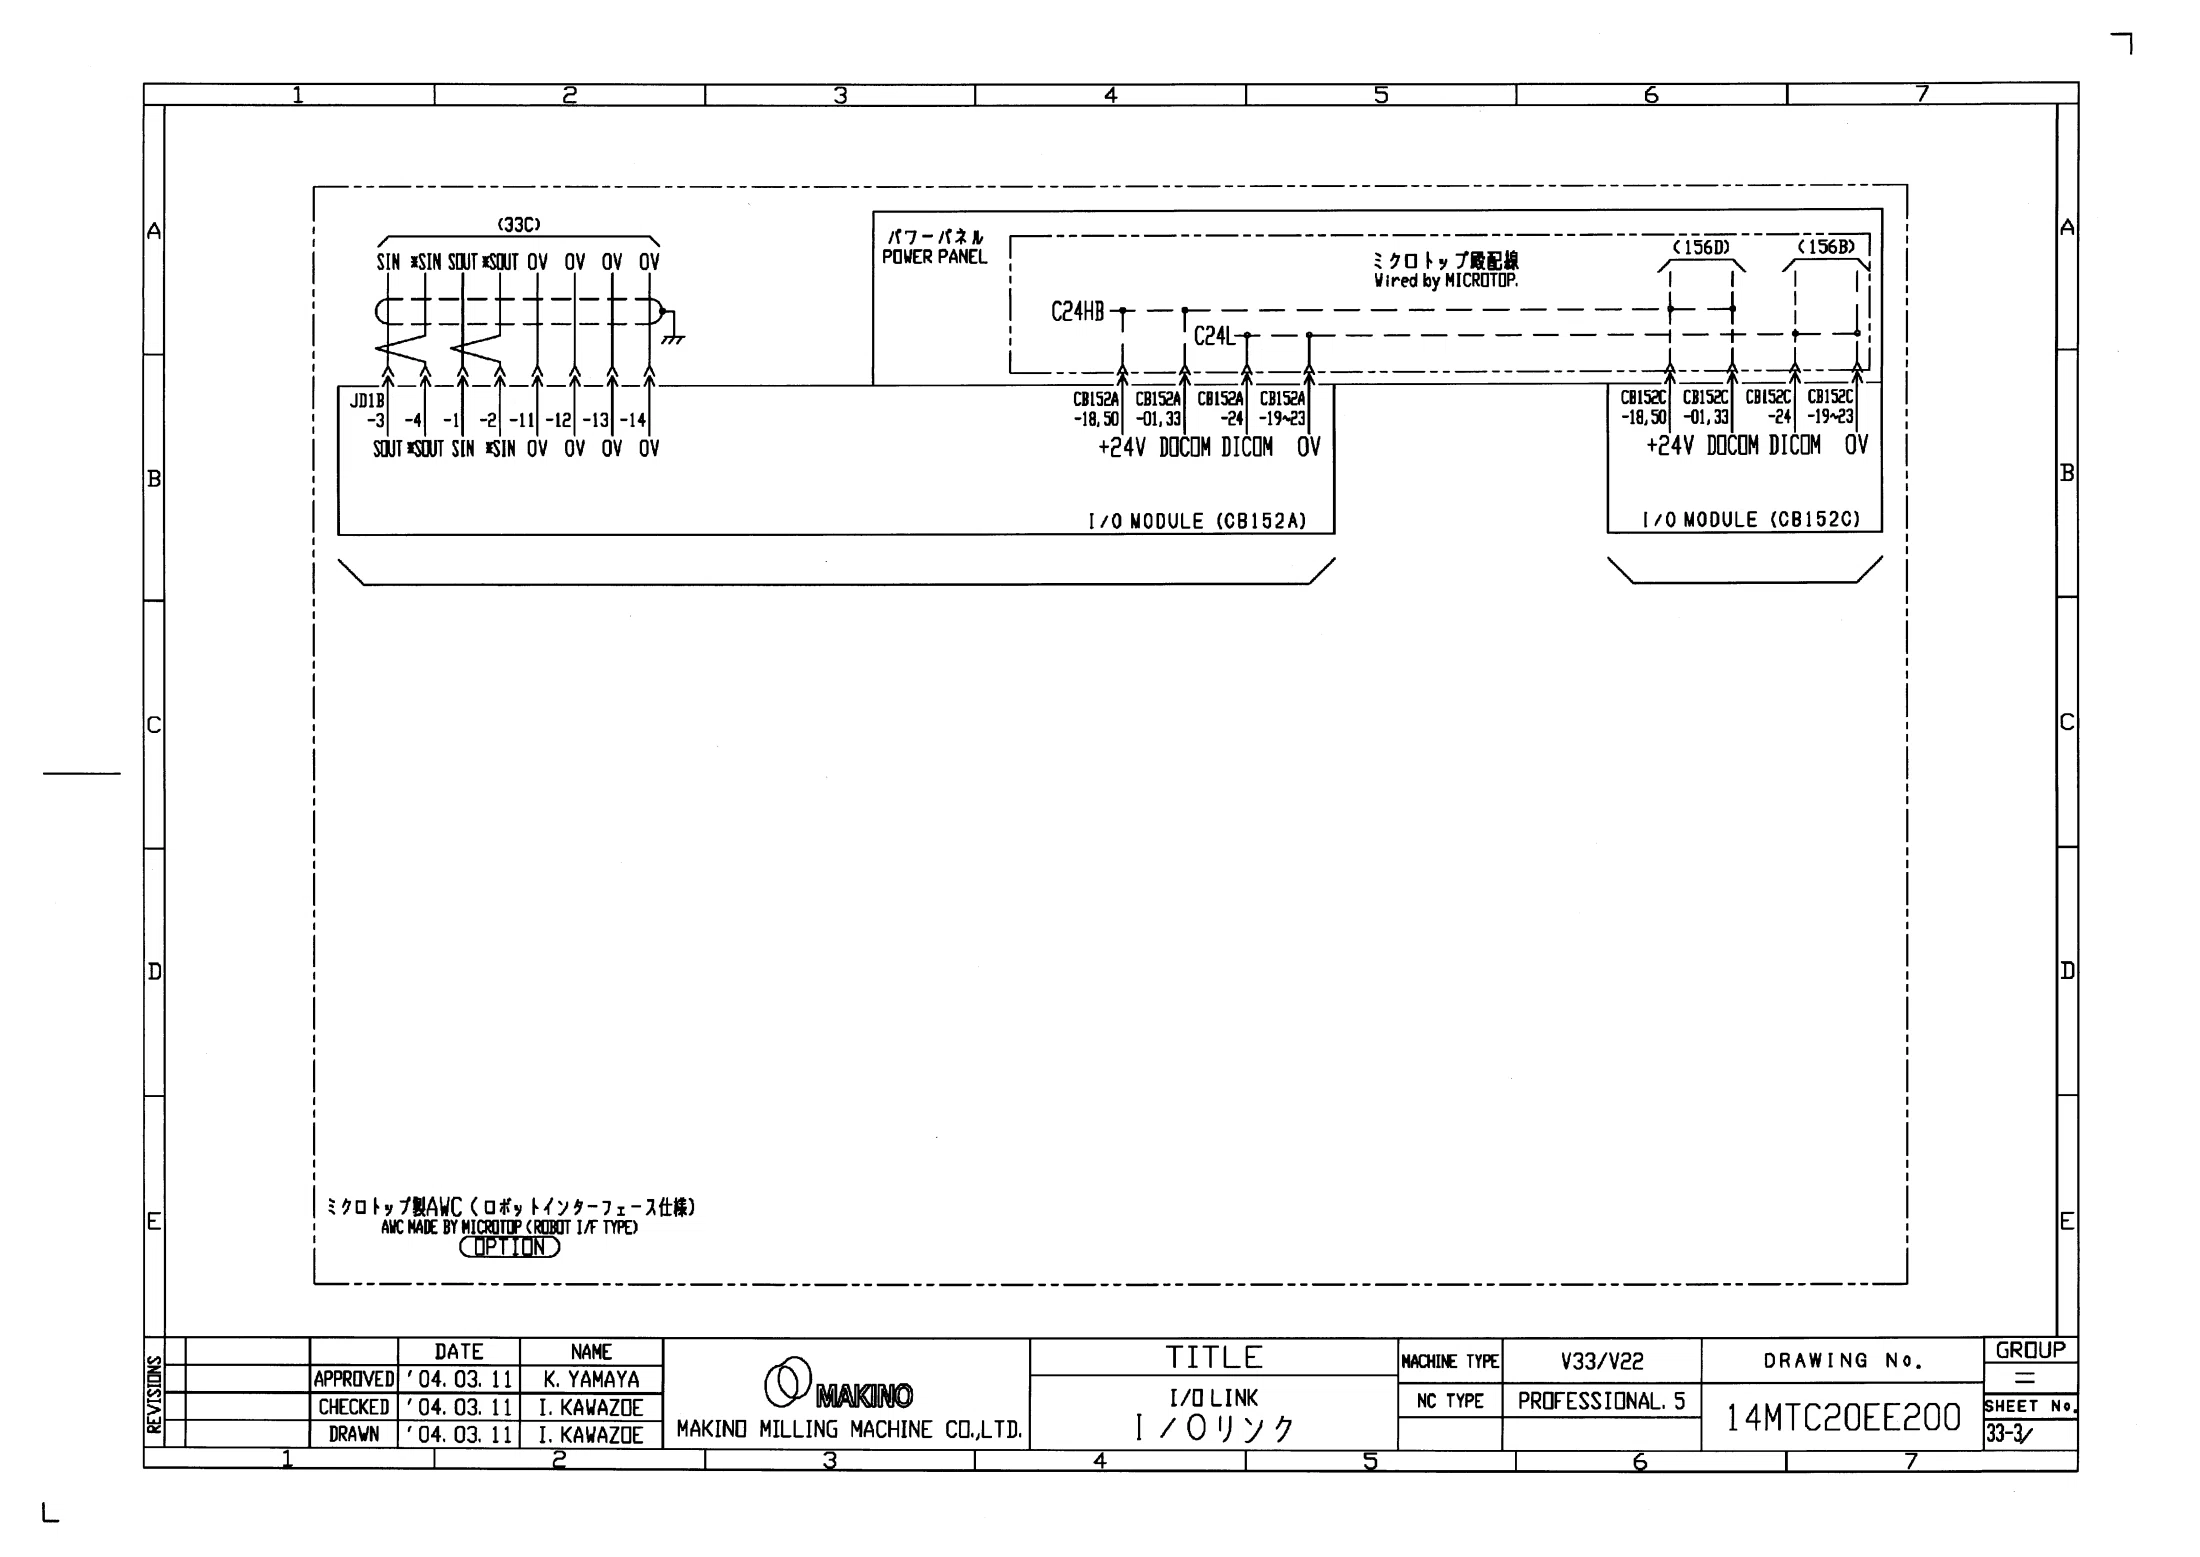 1 2 3 4 5 6 7
A A
(33C)
SIN *SIN SOUT *SOUT 0V 0V 0V 0V
パワーパネル
POWER PANEL
ミクロトップ殿配線
Wired by MICROTOP.
(156D) (156B)
C24HB
C24L
JD1B
-3 -4 -1 -2 -11 -12 -13 -14
SOUT *SOUT SIN *SIN 0V 0V 0V 0V
CB152A CB152A CB152A CB152A
-18,50 -01,33 -24 -19~23
+24V DOCOM DICOM 0V
I/O MODULE (CB152A)
CB152C CB152C CB152C CB152C
-18,50 -01,33 -24 -19~23
+24V DOCOM DICOM 0V
I/O MODULE (CB152C)
B B
C C
D D
E E
ミクロトップ製AWC(ロボットインターフェース仕様)
AWC MADE BY MICROTOP(ROBOT I/F TYPE)
OPTION
REVISIONS
DATE NAME
APPROVED '04. 03. 11 K. YAMAYA
CHECKED '04. 03. 11 I. KAWAZOE
DRAWN '04. 03. 11 I. KAWAZOE
MAKINO
MAKINO MILLING MACHINE CO.,LTD.
TITLE
I/O LINK
I/Oリンク
MACHINE TYPE V33/V22
NC TYPE PROFESSIONAL. 5
DRAWING No.
14MTC20EE200
GROUP
=
SHEET No.
33-3/
1 2 3 4 5 6 7